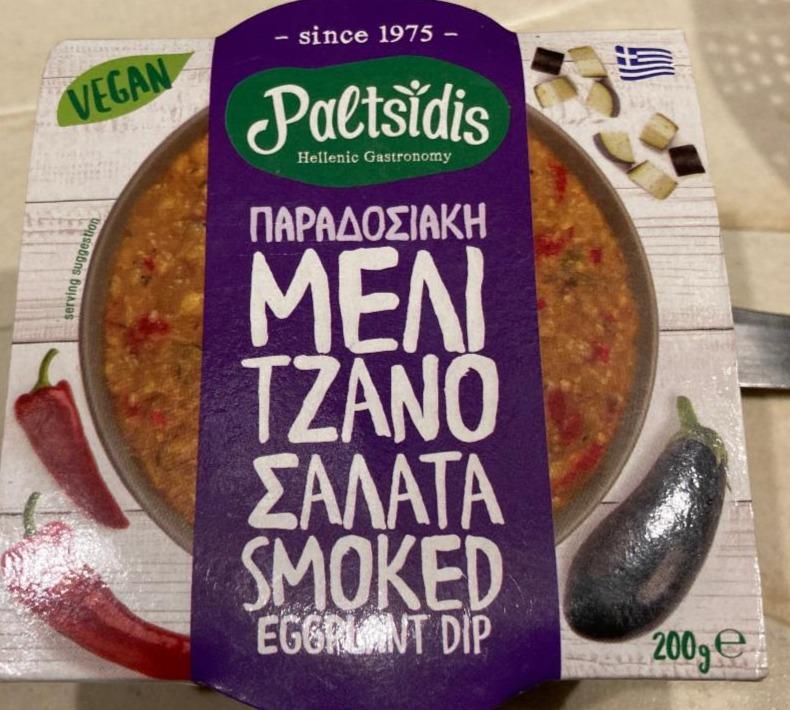 - since 1975 -
VEGAN
Paltsidis
Hellenic Gastronomy
ΠΑΡΑΔΟΣΙΑΚΗ
ΜΕΛΙ
ΤΖΑΝΟ
ΣΑΛΑΤΑ
SMOKED
EGGPLANT DIP
serving suggestion
200g e